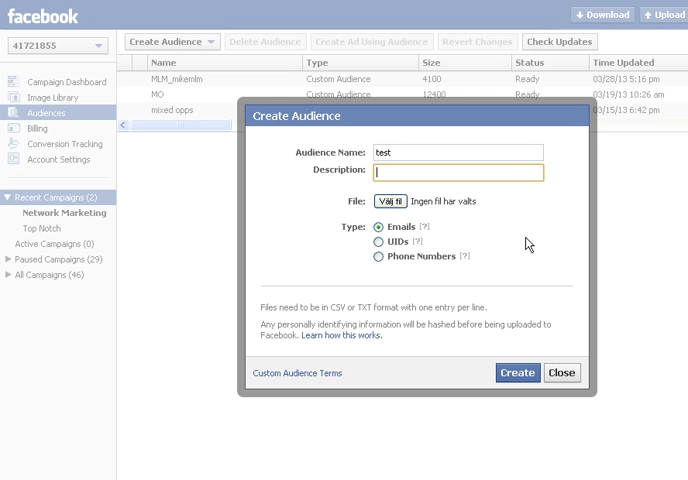 facebook
Download
Upload
41721855
Create Audience
Delete Audience
Create Ad Using Audience
Revert Changes
Check Updates
Name
Type
Size
Status
Time Updated
MLM_mikemlm
Custom Audience
4100
Ready
03/28/13 5:16 pm
MO
Custom Audience
12400
Ready
03/19/13 10:26 am
mixed opps
03/15/13 6:42 pm
Campaign Dashboard
Image Library
Audiences
Billing
Conversion Tracking
Account Settings
Recent Campaigns (2)
Network Marketing
Top Notch
Active Campaigns (0)
Paused Campaigns (29)
All Campaigns (46)
Create Audience
Audience Name: test
Description:
File: Välj fil Ingen fil har valts
Type: Emails [?]
UIDs [?]
Phone Numbers [?]
Files need to be in CSV or TXT format with one entry per line.
Any personally identifying information will be hashed before being uploaded to
Facebook. Learn how this works.
Custom Audience Terms
Create
Close